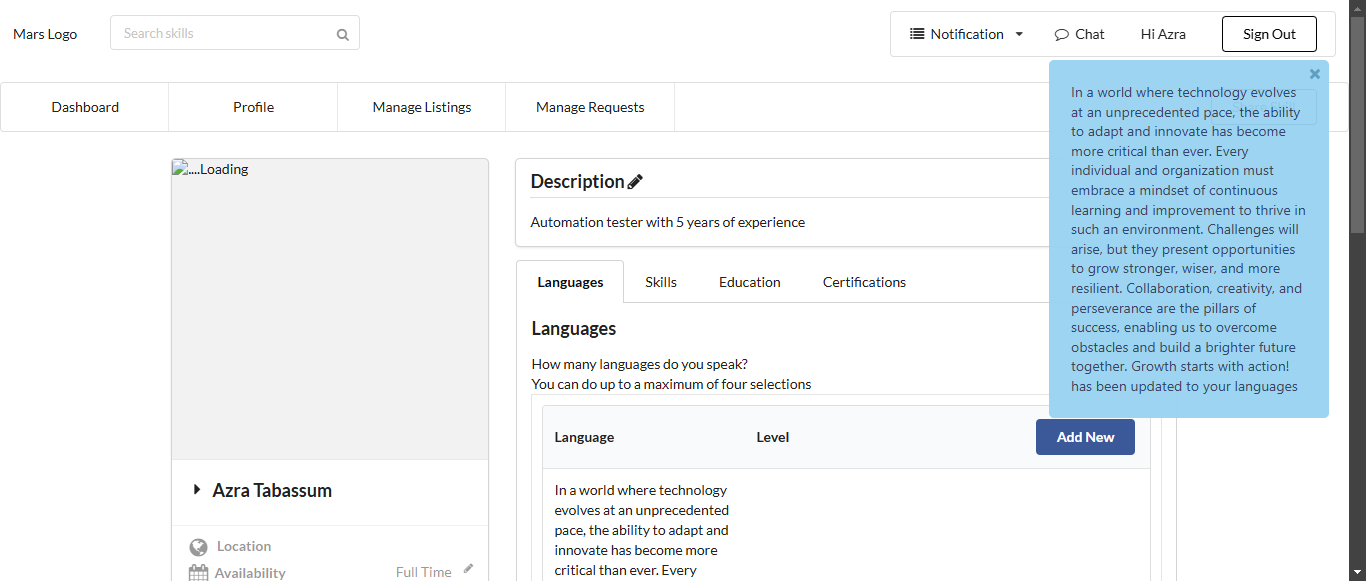 Mars Logo
Search skills
Notification
Chat
Hi Azra
Sign Out
Dashboard
Profile
Manage Listings
Manage Requests
In a world where technology evolves
at an unprecedented pace, the ability
to adapt and innovate has become
more critical than ever. Every
individual and organization must
embrace a mindset of continuous
learning and improvement to thrive in
such an environment. Challenges will
arise, but they present opportunities
to grow stronger, wiser, and more
resilient. Collaboration, creativity, and
perseverance are the pillars of
success, enabling us to overcome
obstacles and build a brighter future
together. Growth starts with action!
has been updated to your languages
....Loading
Azra Tabassum
Location
Availability
Full Time
Description
Automation tester with 5 years of experience
Languages
Skills
Education
Certifications
Languages
How many languages do you speak?
You can do up to a maximum of four selections
Language
Level
Add New
In a world where technology
evolves at an unprecedented
pace, the ability to adapt and
innovate has become more
critical than ever. Every